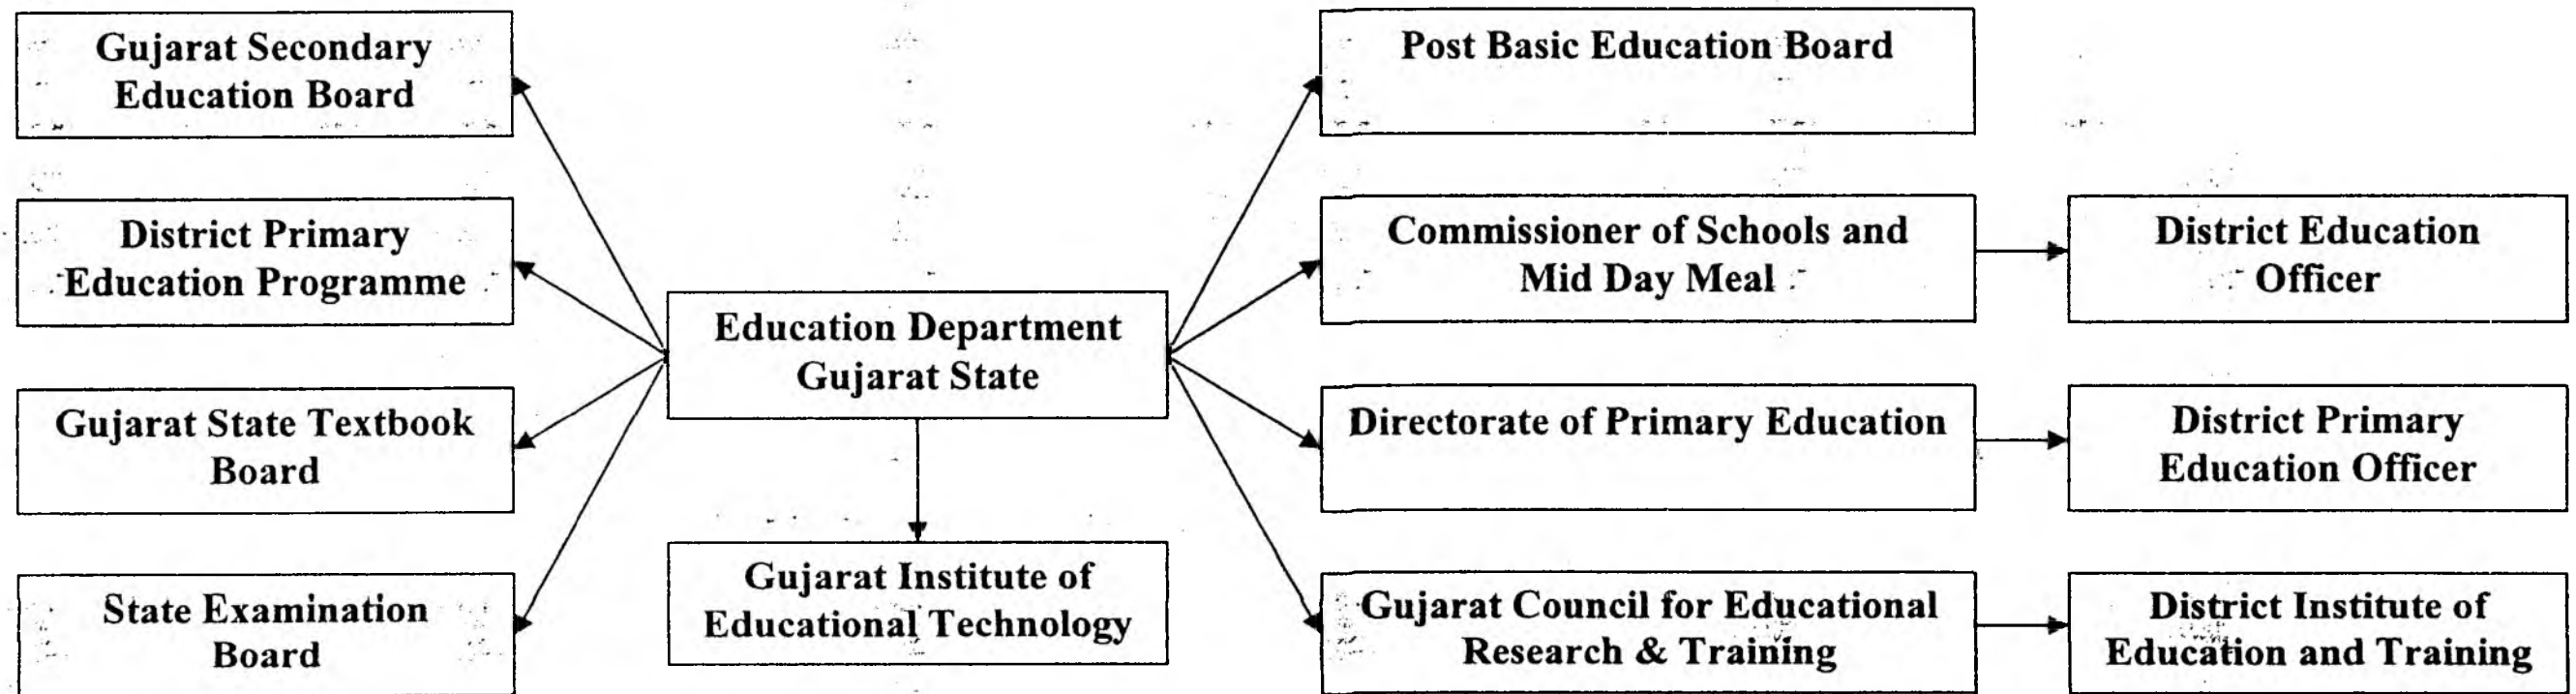 Gujarat Secondary
Education Board
District Primary
Education Programme
Gujarat State Textbook
Board
State Examination
Board
Education Department
Gujarat State
Gujarat Institute of
Educational Technology
Post Basic Education Board
Commissioner of Schools and
Mid Day Meal
Directorate of Primary Education
Gujarat Council for Educational
Research & Training
District Education
Officer
District Primary
Education Officer
District Institute of
Education and Training